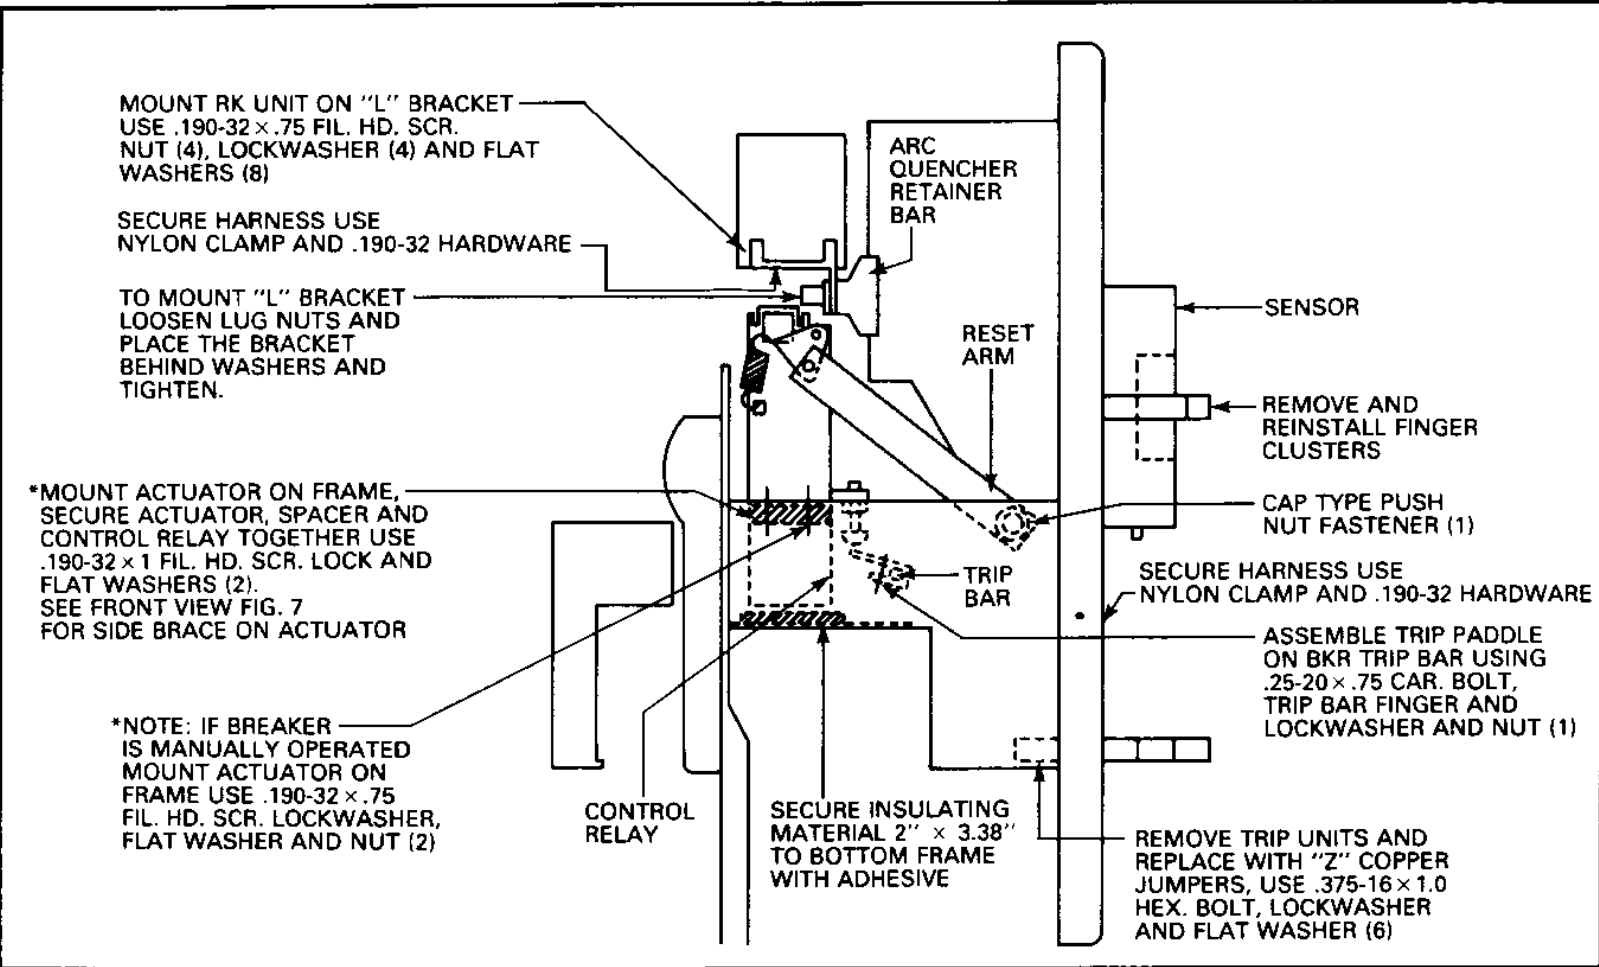 MOUNT RK UNIT ON "L" BRACKET
USE .190-32 × .75 FIL. HD. SCR.
NUT (4), LOCKWASHER (4) AND FLAT
WASHERS (8)
SECURE HARNESS USE
NYLON CLAMP AND .190-32 HARDWARE
TO MOUNT "L" BRACKET
LOOSEN LUG NUTS AND
PLACE THE BRACKET
BEHIND WASHERS AND
TIGHTEN.
*MOUNT ACTUATOR ON FRAME,
SECURE ACTUATOR, SPACER AND
CONTROL RELAY TOGETHER USE
.190-32 × 1 FIL. HD. SCR. LOCK AND
FLAT WASHERS (2).
SEE FRONT VIEW FIG. 7
FOR SIDE BRACE ON ACTUATOR
*NOTE: IF BREAKER
IS MANUALLY OPERATED
MOUNT ACTUATOR ON
FRAME USE .190-32 × .75
FIL. HD. SCR. LOCKWASHER,
FLAT WASHER AND NUT (2)
CONTROL
RELAY
SECURE INSULATING
MATERIAL 2" × 3.38"
TO BOTTOM FRAME
WITH ADHESIVE
ARC
QUENCHER
RETAINER
BAR
RESET
ARM
TRIP
BAR
SENSOR
REMOVE AND
REINSTALL FINGER
CLUSTERS
CAP TYPE PUSH
NUT FASTENER (1)
SECURE HARNESS USE
NYLON CLAMP AND .190-32 HARDWARE
ASSEMBLE TRIP PADDLE
ON BKR TRIP BAR USING
.25-20 × .75 CAR. BOLT,
TRIP BAR FINGER AND
LOCKWASHER AND NUT (1)
REMOVE TRIP UNITS AND
REPLACE WITH "Z" COPPER
JUMPERS, USE .375-16 × 1.0
HEX. BOLT, LOCKWASHER
AND FLAT WASHER (6)